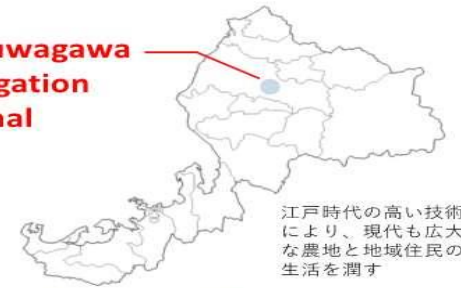 uwagawa
gation
nal
江戸時代の高い技術
により、現代も広大
な農地と地域住民の
生活を潤す